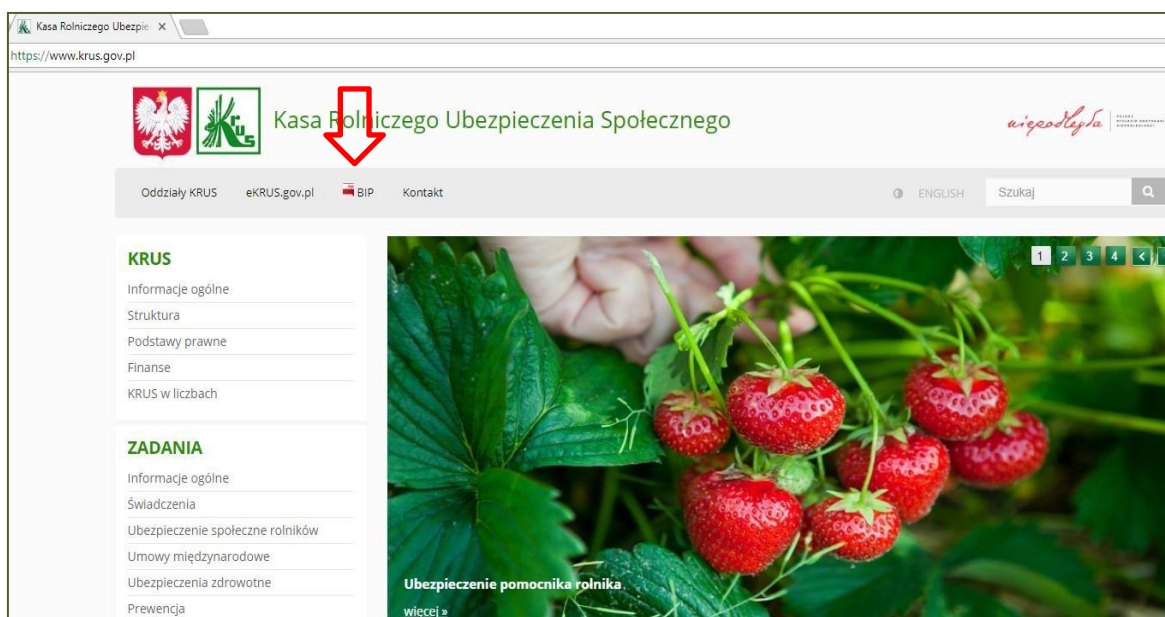 Kasa Rolniczego Ubezpie
https://www.krus.gov.pl
Krus
Kasa Rolniczego Ubezpieczenia Społecznego
niepodległa
Oddziały KRUS eKRUS.gov.pl BIP Kontakt ENGLISH Szukaj
KRUS
Informacje ogólne
Struktura
Podstawy prawne
Finanse
KRUS w liczbach
1 2 3 4 <
ZADANIA
Informacje ogólne
Świadczenia
Ubezpieczenie społeczne rolników
Umowy międzynarodowe
Ubezpieczenia zdrowotne
Prewencja
Ubezpieczenie pomocnika rolnika
więcej »